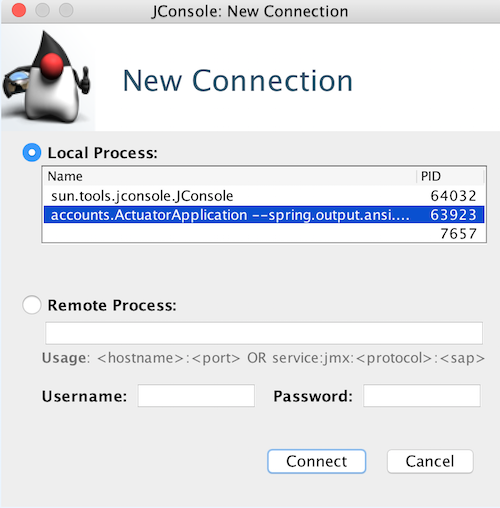 JConsole: New Connection
New Connection
Local Process:
Name PID
sun.tools.jconsole.JConsole 64032
accounts.ActuatorApplication --spring.output.ansi.... 63923
7657
Remote Process:
Usage: <hostname>:<port> OR service:jmx:<protocol>:<sap>
Username: Password:
Connect Cancel